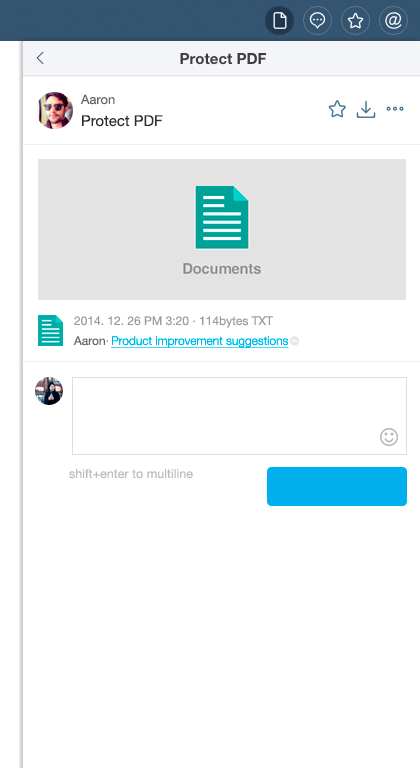 Protect PDF
Aaron
Protect PDF
Documents
2014. 12. 26 PM 3:20 · 114bytes TXT
Aaron· Product improvement suggestions
shift+enter to multiline